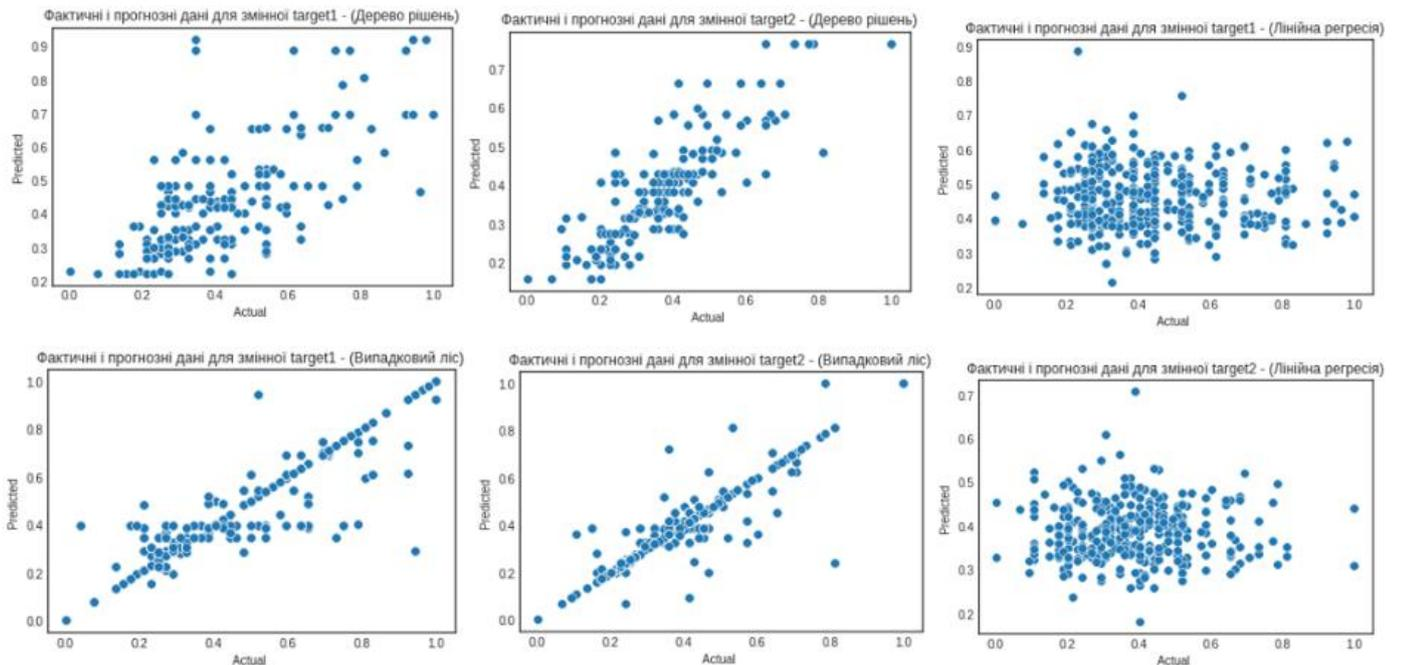 Фактичні і прогнозні дані для змінної target1 - (Дерево рішень)
0.9
0.8
0.7
0.6
0.5
0.4
0.3
0.2
Predicted
0.0 0.2 0.4 0.6 0.8 1.0
Actual
Фактичні і прогнозні дані для змінної target2 - (Дерево рішень)
0.7
0.6
0.5
0.4
0.3
0.2
Predicted
0.0 0.2 0.4 0.6 0.8 1.0
Actual
Фактичні і прогнозні дані для змінної target1 - (Лінійна регресія)
0.9
0.8
0.7
0.6
0.5
0.4
0.3
0.2
Predicted
0.0 0.2 0.4 0.6 0.8 1.0
Actual
Фактичні і прогнозні дані для змінної target1 - (Випадковий ліс)
1.0
0.8
0.6
0.4
0.2
0.0
Predicted
0.0 0.2 0.4 0.6 0.8 1.0
Actual
Фактичні і прогнозні дані для змінної target2 - (Випадковий ліс)
1.0
0.8
0.6
0.4
0.2
0.0
Predicted
0.0 0.2 0.4 0.6 0.8 1.0
Actual
Фактичні і прогнозні дані для змінної target2 - (Лінійна регресія)
0.7
0.6
0.5
0.4
0.3
0.2
Predicted
0.0 0.2 0.4 0.6 0.8 1.0
Actual